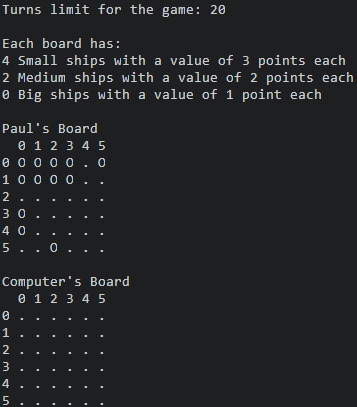 Turns limit for the game: 20
Each board has:
4 Small ships with a value of 3 points each
2 Medium ships with a value of 2 points each
0 Big ships with a value of 1 point each
Paul's Board
  0 1 2 3 4 5
0 O O O O . O
1 O O O O . .
2 . . . . . .
3 O . . . . .
4 O . . . . .
5 . . O . . .
Computer's Board
  0 1 2 3 4 5
0 . . . . . .
1 . . . . . .
2 . . . . . .
3 . . . . . .
4 . . . . . .
5 . . . . . .